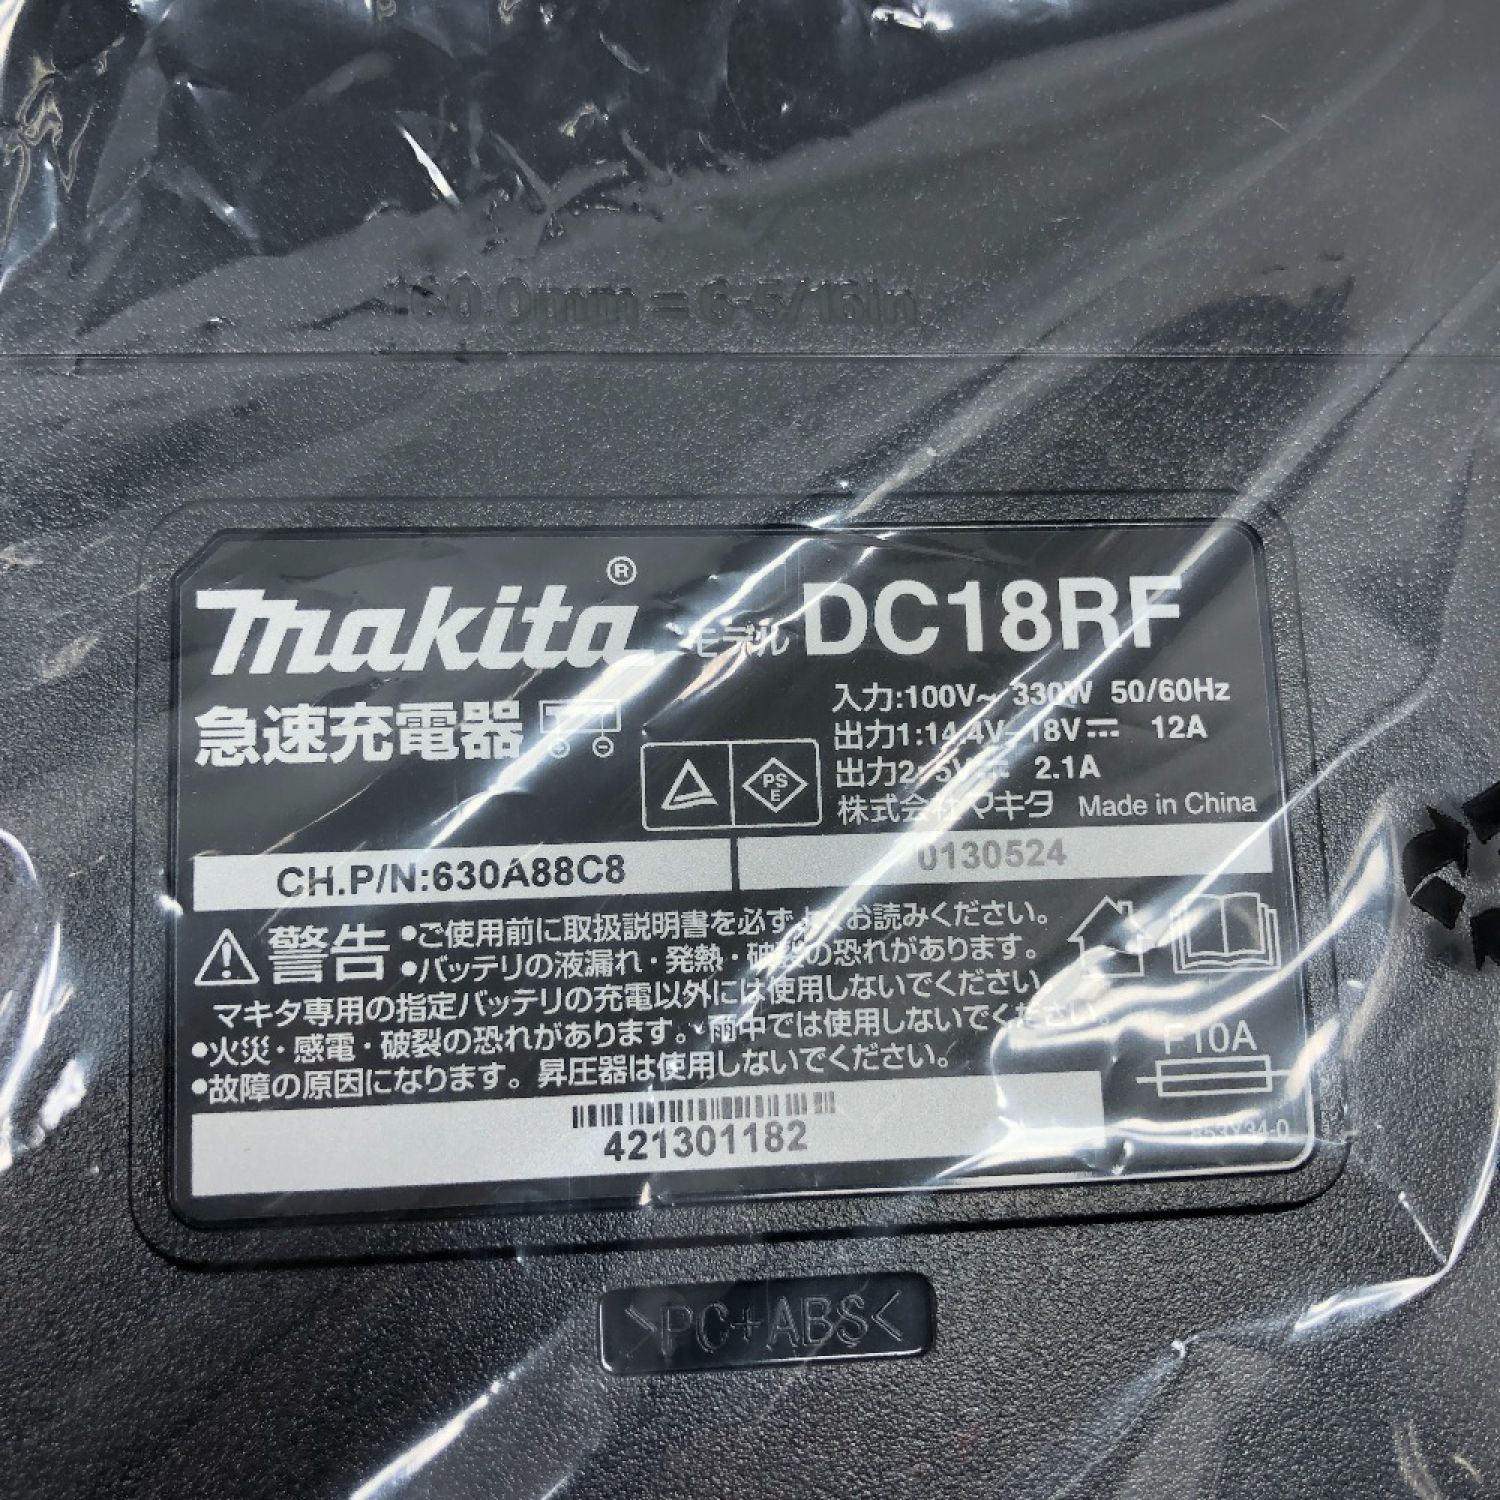 160.0mm = 6-5/16in
makita® モデル DC18RF
急速充電器
入力:100V~ 330W 50/60Hz
出力1:14.4V-18V⎓ 12A
出力2:5V⎓ 2.1A
PS
E
株式会社マキタ Made in China
CH.P/N:630A88C8
0130524
警告
•ご使用前に取扱説明書を必ずよくお読みください。
•バッテリの液漏れ・発熱・破裂の恐れがあります。
マキタ専用の指定バッテリの充電以外には使用しないでください。
•火災・感電・破裂の恐れがあります。雨中では使用しないでください。
•故障の原因になります。昇圧器は使用しないでください。
F10A
421301182
853Y34-0
>PC+ABS<